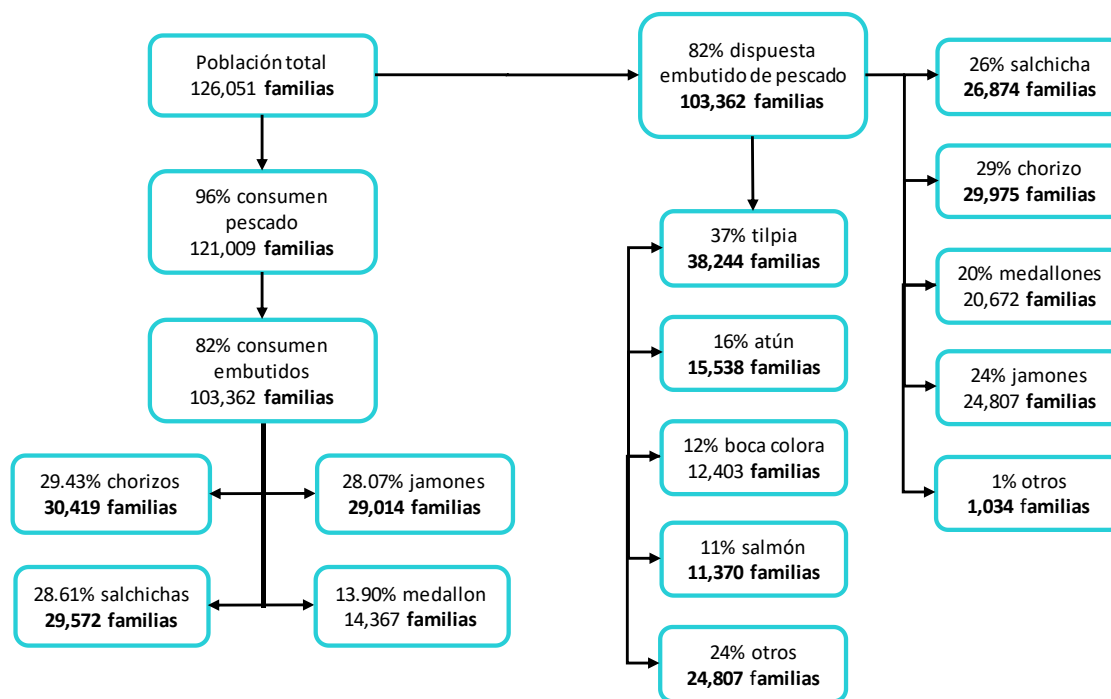 Población total
126,051 familias
96% consumen
pescado
121,009 familias
82% consumen
embutidos
103,362 familias
29.43% chorizos
30,419 familias
28.07% jamones
29,014 familias
28.61% salchichas
29,572 familias
13.90% medallon
14,367 familias
82% dispuesta
embutido de pescado
103,362 familias
37% tilpia
38,244 familias
16% atún
15,538 familias
12% boca colora
12,403 familias
11% salmón
11,370 familias
24% otros
24,807 familias
26% salchicha
26,874 familias
29% chorizo
29,975 familias
20% medallones
20,672 familias
24% jamones
24,807 familias
1% otros
1,034 familias